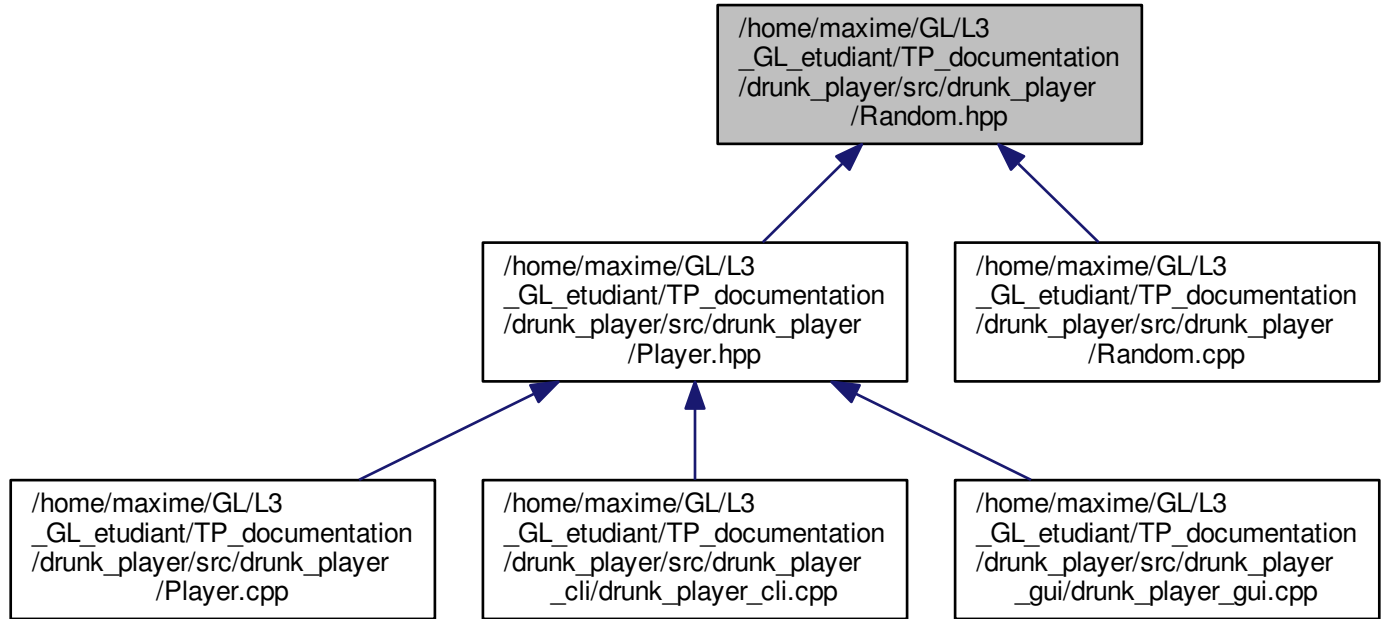 /home/maxime/GL/L3
_GL_etudiant/TP_documentation
/drunk_player/src/drunk_player
/Random.hpp
/home/maxime/GL/L3
_GL_etudiant/TP_documentation
/drunk_player/src/drunk_player
/Player.hpp
/home/maxime/GL/L3
_GL_etudiant/TP_documentation
/drunk_player/src/drunk_player
/Random.cpp
/home/maxime/GL/L3
_GL_etudiant/TP_documentation
/drunk_player/src/drunk_player
/Player.cpp
/home/maxime/GL/L3
_GL_etudiant/TP_documentation
/drunk_player/src/drunk_player
_cli/drunk_player_cli.cpp
/home/maxime/GL/L3
_GL_etudiant/TP_documentation
/drunk_player/src/drunk_player
_gui/drunk_player_gui.cpp